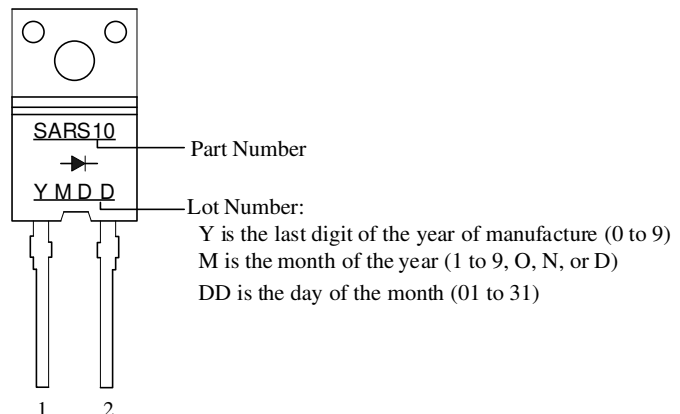 SARS10
Part Number
Y M D D
Lot Number:
Y is the last digit of the year of manufacture (0 to 9)
M is the month of the year (1 to 9, O, N, or D)
DD is the day of the month (01 to 31)
1 2